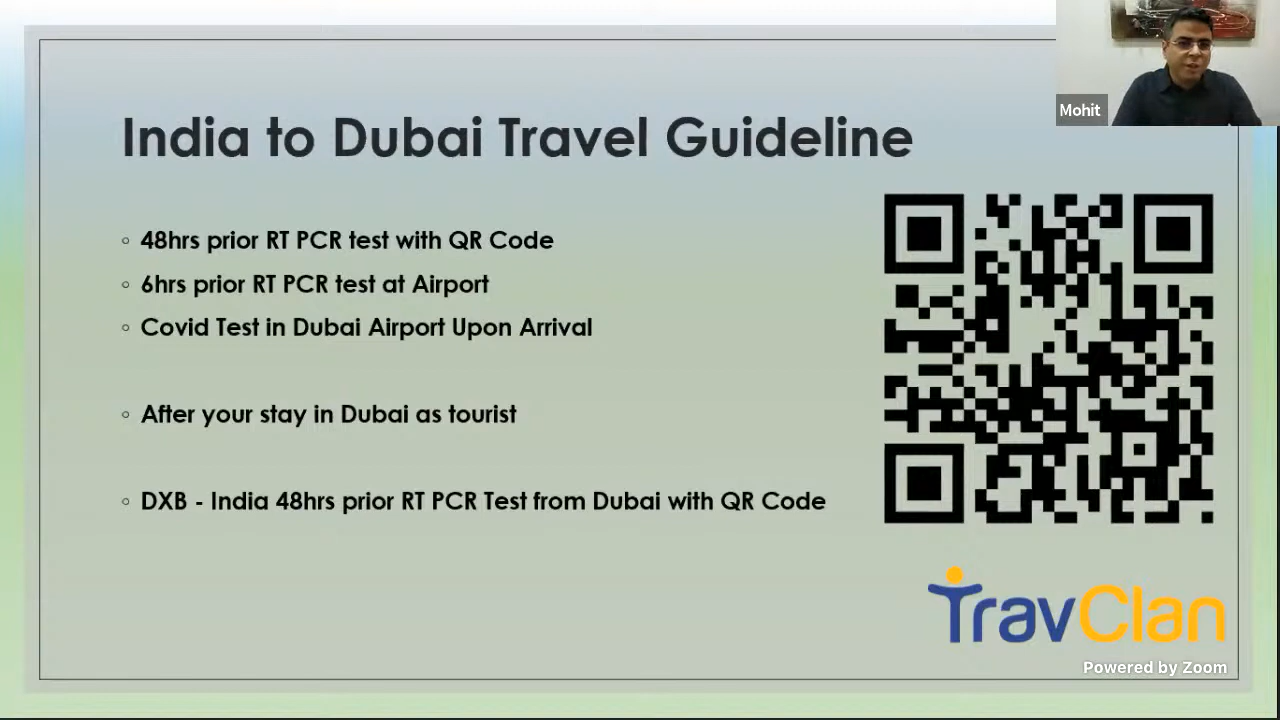 Mohit
India to Dubai Travel Guideline
48hrs prior RT PCR test with QR Code
6hrs prior RT PCR test at Airport
Covid Test in Dubai Airport Upon Arrival
After your stay in Dubai as tourist
DXB - India 48hrs prior RT PCR Test from Dubai with QR Code
TravClan
Powered by Zoom